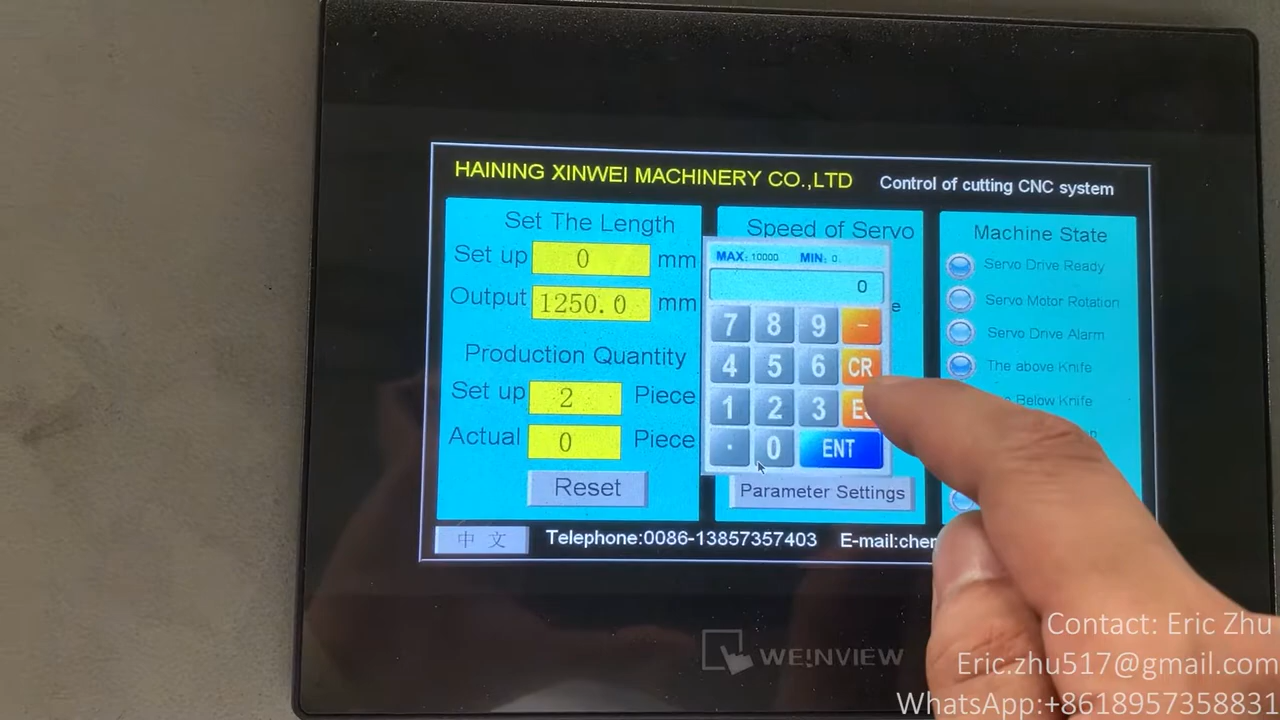 HAINING XINWEI MACHINERY CO.,LTD
Control of cutting CNC system
Set The Length
Set up 0 mm
Output 1250.0 mm
Production Quantity
Set up 2 Piece
Actual 0 Piece
Reset
Speed of Servo
MAX: 10000 MIN: 0
0
7 8 9 -
4 5 6 CR
1 2 3
. 0 ENT
Parameter Settings
Machine State
Servo Drive Ready
Servo Motor Rotation
Servo Drive Alarm
The above Knife
Below Knife
中文
Telephone:0086-13857357403
E-mail:cher
WEINVIEW
Contact: Eric Zhu
Eric.zhu517@gmail.com
WhatsApp:+8618957358831